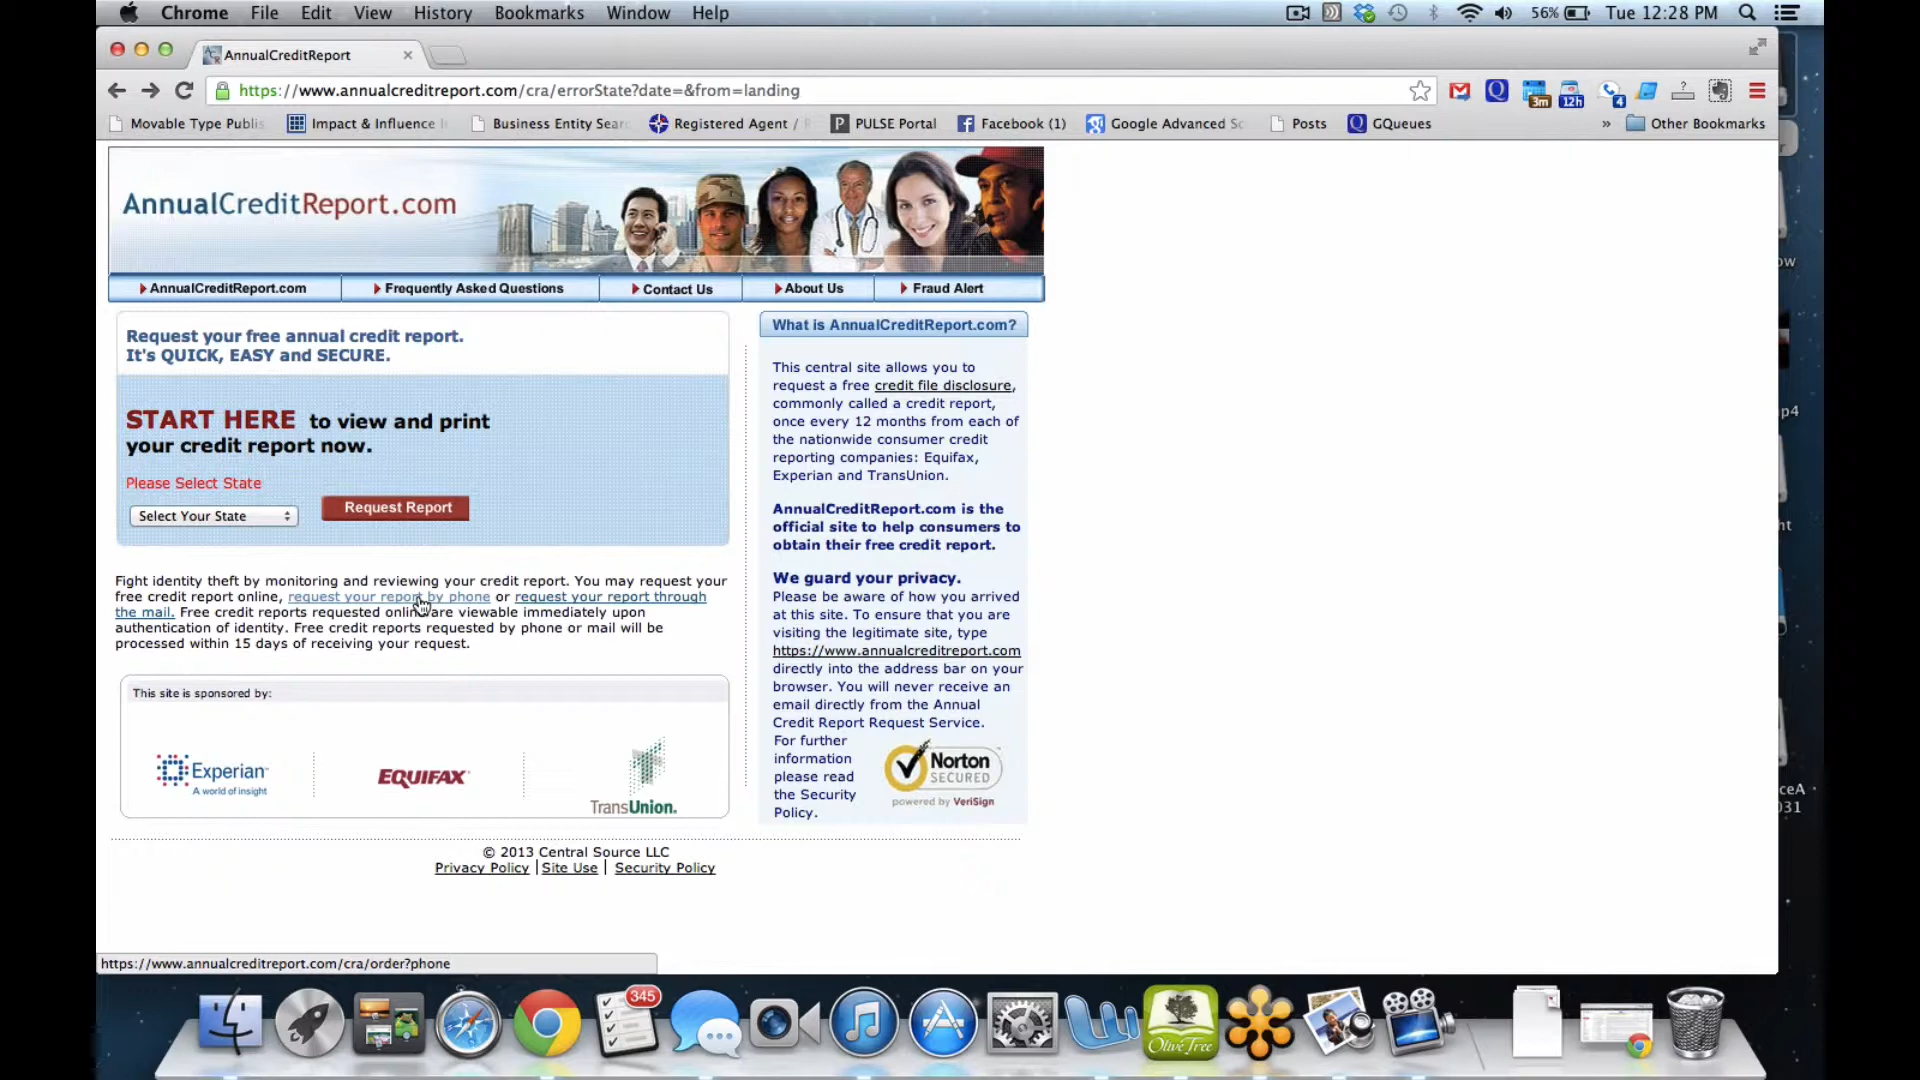 Chrome File Edit View History Bookmarks Window Help 56% Tue 12:28 PM
AnnualCreditReport
https://www.annualcreditreport.com/cra/errorState?date=&from=landing 3m 12h 4
Movable Type Publis Impact & Influence Business Entity Sear Registered Agent / PULSE Portal Facebook (1) Google Advanced Posts GQueues » Other Bookmarks
AnnualCreditReport.com
AnnualCreditReport.com Frequently Asked Questions Contact Us About Us Fraud Alert
Request your free annual credit report.
It's QUICK, EASY and SECURE.
START HERE to view and print
your credit report now.
Please Select State
Select Your State Request Report
Fight identity theft by monitoring and reviewing your credit report. You may request your
free credit report online, request your report by phone or request your report through
the mail. Free credit reports requested online are viewable immediately upon
authentication of identity. Free credit reports requested by phone or mail will be
processed within 15 days of receiving your request.
This site is sponsored by:
Experian
A world of insight
EQUIFAX
TransUnion.
What is AnnualCreditReport.com?
This central site allows you to
request a free credit file disclosure,
commonly called a credit report,
once every 12 months from each of
the nationwide consumer credit
reporting companies: Equifax,
Experian and TransUnion.
AnnualCreditReport.com is the
official site to help consumers to
obtain their free credit report.
We guard your privacy.
Please be aware of how you arrived
at this site. To ensure that you are
visiting the legitimate site, type
https://www.annualcreditreport.com
directly into the address bar on your
browser. You will never receive an
email directly from the Annual
Credit Report Request Service.
For further
information
please read
the Security
Policy.
Norton
SECURED
powered by VeriSign
© 2013 Central Source LLC
Privacy Policy | Site Use | Security Policy
https://www.annualcreditreport.com/cra/order?phone
345
Olive Tree